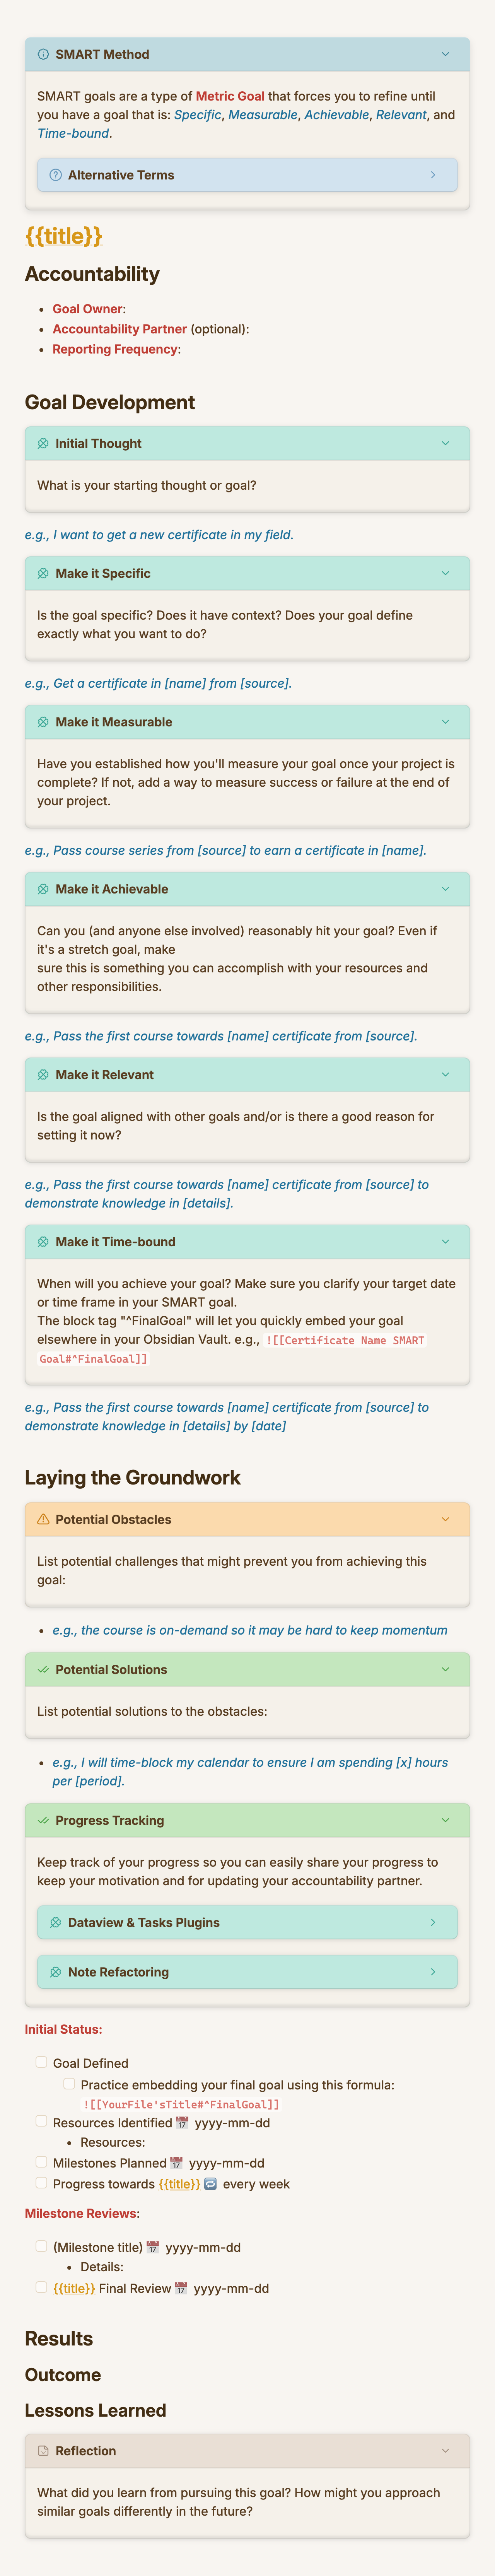 SMART Method
SMART goals are a type of Metric Goal that forces you to refine until
you have a goal that is: Specific, Measurable, Achievable, Relevant, and
Time-bound.
Alternative Terms
{{title}}
Accountability
• Goal Owner:
• Accountability Partner (optional):
• Reporting Frequency:
Goal Development
Initial Thought
What is your starting thought or goal?
e.g., I want to get a new certificate in my field.
Make it Specific
Is the goal specific? Does it have context? Does your goal define
exactly what you want to do?
e.g., Get a certificate in [name] from [source].
Make it Measurable
Have you established how you'll measure your goal once your project is
complete? If not, add a way to measure success or failure at the end of
your project.
e.g., Pass course series from [source] to earn a certificate in [name].
Make it Achievable
Can you (and anyone else involved) reasonably hit your goal? Even if
it's a stretch goal, make
sure this is something you can accomplish with your resources and
other responsibilities.
e.g., Pass the first course towards [name] certificate from [source].
Make it Relevant
Is the goal aligned with other goals and/or is there a good reason for
setting it now?
e.g., Pass the first course towards [name] certificate from [source] to
demonstrate knowledge in [details].
Make it Time-bound
When will you achieve your goal? Make sure you clarify your target date
or time frame in your SMART goal.
The block tag "^FinalGoal" will let you quickly embed your goal
elsewhere in your Obsidian Vault. e.g., ![[Certificate Name SMART
Goal#^FinalGoal]]
e.g., Pass the first course towards [name] certificate from [source] to
demonstrate knowledge in [details] by [date]
Laying the Groundwork
Potential Obstacles
List potential challenges that might prevent you from achieving this
goal:
• e.g., the course is on-demand so it may be hard to keep momentum
Potential Solutions
List potential solutions to the obstacles:
• e.g., I will time-block my calendar to ensure I am spending [x] hours
per [period].
Progress Tracking
Keep track of your progress so you can easily share your progress to
keep your motivation and for updating your accountability partner.
Dataview & Tasks Plugins
Note Refactoring
Initial Status:
Goal Defined
Practice embedding your final goal using this formula:
![[YourFile'sTitle#^FinalGoal]]
Resources Identified 📅 yyyy-mm-dd
• Resources:
Milestones Planned 📅 yyyy-mm-dd
Progress towards {{title}} 🔁 every week
Milestone Reviews:
(Milestone title) 📅 yyyy-mm-dd
• Details:
{{title}} Final Review 📅 yyyy-mm-dd
Results
Outcome
Lessons Learned
Reflection
What did you learn from pursuing this goal? How might you approach
similar goals differently in the future?